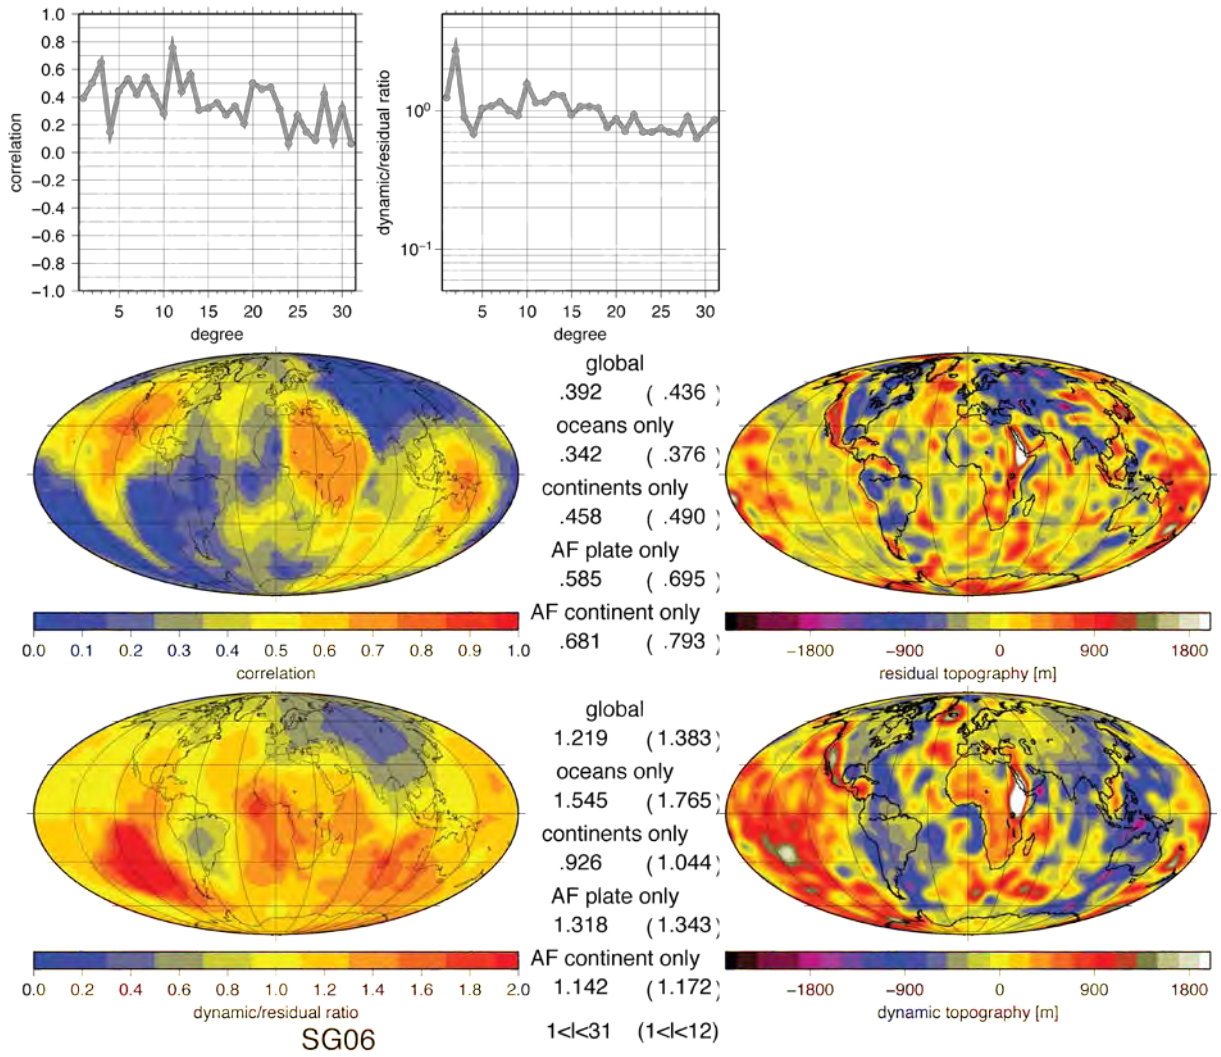 1.0
0.8
0.6
0.4
0.2
0.0
−0.2
−0.4
−0.6
−0.8
−1.0
correlation
5 10 15 20 25 30
degree
10⁰
10⁻¹
dynamic/residual ratio
5 10 15 20 25 30
degree
global
.392 ( .436 )
oceans only
.342 ( .376 )
continents only
.458 ( .490 )
AF plate only
.585 ( .695 )
AF continent only
.681 ( .793 )
0.0 0.1 0.2 0.3 0.4 0.5 0.6 0.7 0.8 0.9 1.0
correlation
−1800 −900 0 900 1800
residual topography [m]
global
1.219 ( 1.383 )
oceans only
1.545 ( 1.765 )
continents only
.926 ( 1.044 )
AF plate only
1.318 ( 1.343 )
AF continent only
1.142 ( 1.172 )
0.0 0.2 0.4 0.6 0.8 1.0 1.2 1.4 1.6 1.8 2.0
dynamic/residual ratio
−1800 −900 0 900 1800
dynamic topography [m]
SG06
1<l<31 (1<l<12)